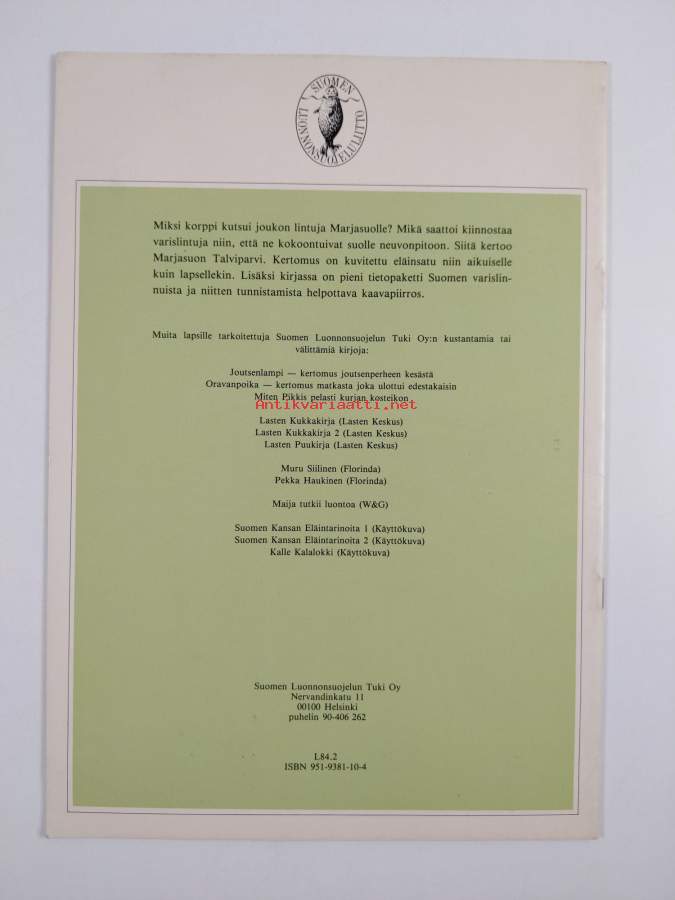 SUOMEN
LUONNONSUOJELULIITTO
Miksi korppi kutsui joukon lintuja Marjasuolle? Mikä saattoi kiinnostaa
varislintuja niin, että ne kokoontuivat suolle neuvonpitoon. Siitä kertoo
Marjasuon Talviparvi. Kertomus on kuvitettu eläinsatu niin aikuiselle
kuin lapsellekin. Lisäksi kirjassa on pieni tietopaketti Suomen varislin-
nuista ja niitten tunnistamista helpottava kaavapiirros.
Muita lapsille tarkoitettuja Suomen Luonnonsuojelun Tuki Oy:n kustantamia tai
välittämiä kirjoja:
Joutsenlampi — kertomus joutsenperheen kesästä
Oravanpoika — kertomus matkasta joka ulottui edestakaisin
Miten Pikkis pelasti kurjan kosteikon
Antikvariaatti.net
Lasten Kukkakirja (Lasten Keskus)
Lasten Kukkakirja 2 (Lasten Keskus)
Lasten Puukirja (Lasten Keskus)
Muru Siilinen (Florinda)
Pekka Haukinen (Florinda)
Maija tutkii luontoa (W&G)
Suomen Kansan Eläintarinoita 1 (Käyttökuva)
Suomen Kansan Eläintarinoita 2 (Käyttökuva)
Kalle Kalalokki (Käyttökuva)
Suomen Luonnonsuojelun Tuki Oy
Nervandinkatu 11
00100 Helsinki
puhelin 90-406 262
L84.2
ISBN 951-9381-10-4